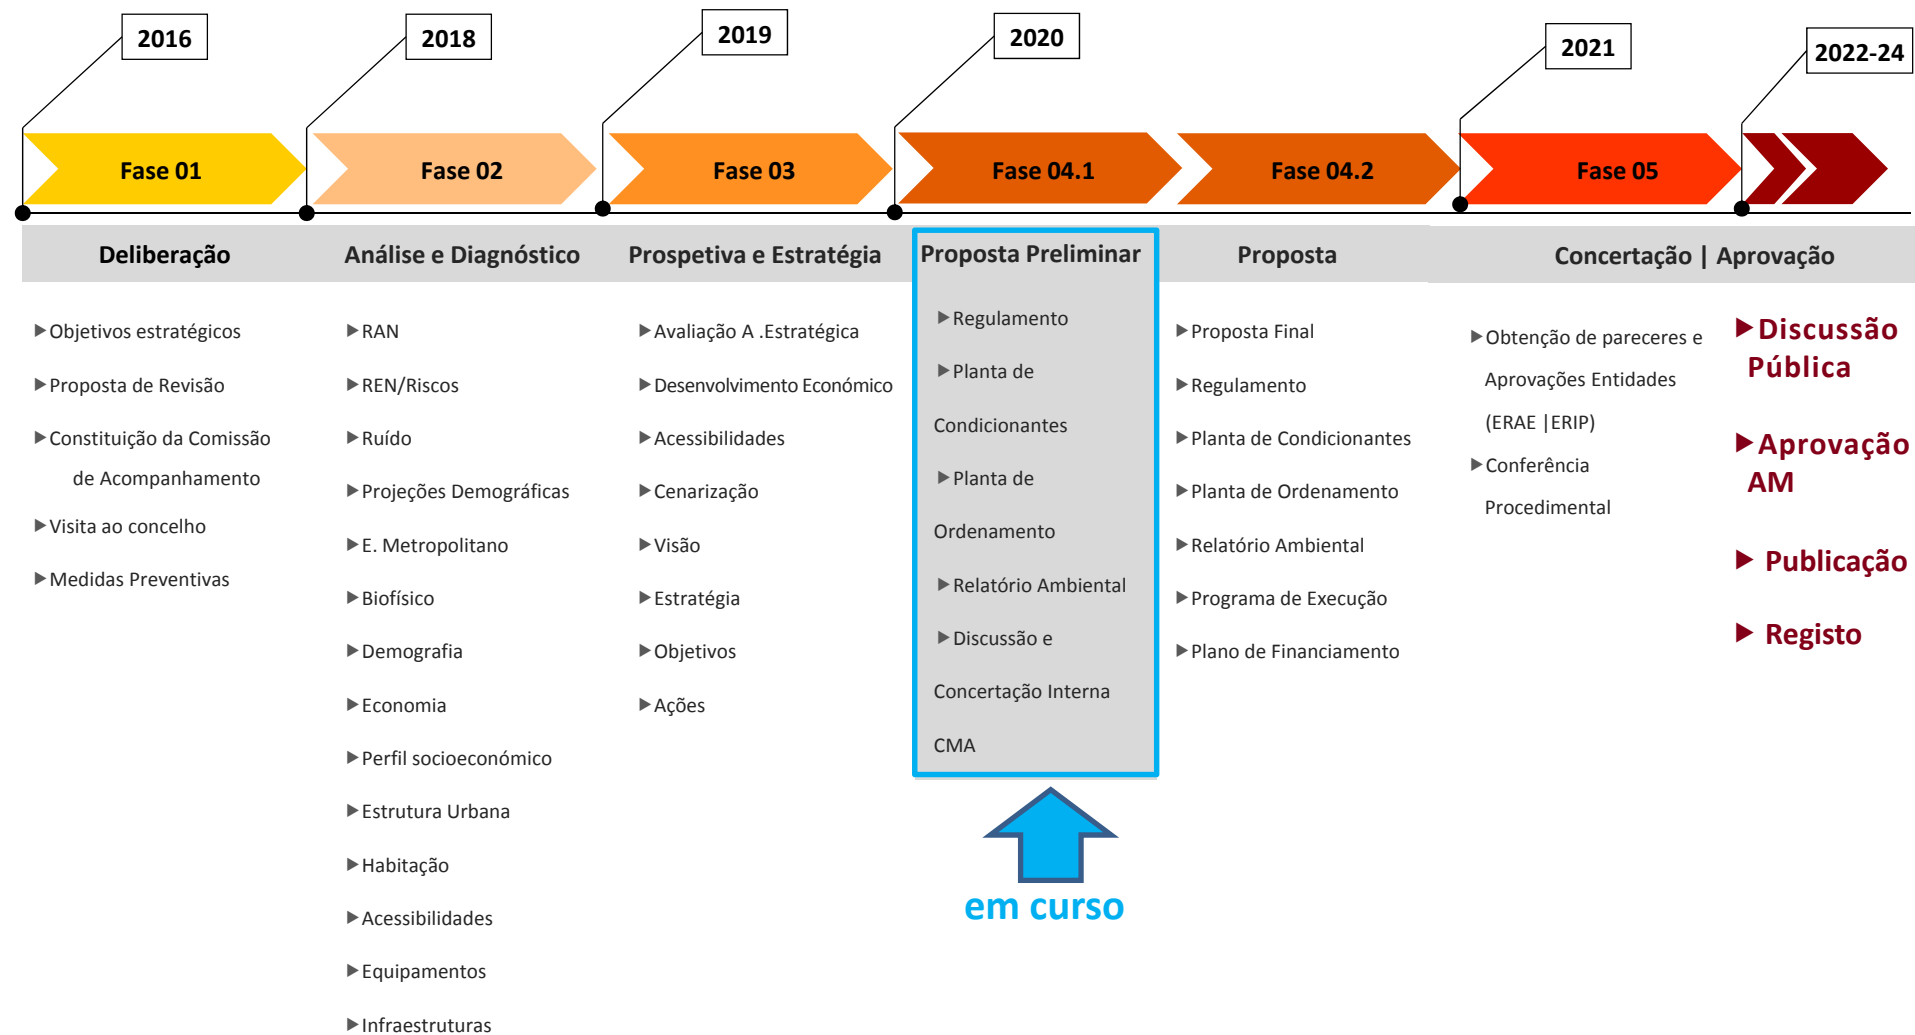 2016
2018
2019
2020
2021
2022-24
Fase 01
Fase 02
Fase 03
Fase 04.1
Fase 04.2
Fase 05
Deliberação
▶Objetivos estratégicos
▶Proposta de Revisão
▶Constituição da Comissão
de Acompanhamento
▶Visita ao concelho
▶Medidas Preventivas
Análise e Diagnóstico
▶RAN
▶REN/Riscos
▶Ruído
▶Projeções Demográficas
▶E. Metropolitano
▶Biofísico
▶Demografia
▶Economia
▶Perfil socioeconómico
▶Estrutura Urbana
▶Habitação
▶Acessibilidades
▶Equipamentos
▶Infraestruturas
Prospetiva e Estratégia
▶Avaliação A .Estratégica
▶Desenvolvimento Económico
▶Acessibilidades
▶Cenarização
▶Visão
▶Estratégia
▶Objetivos
▶Ações
Proposta Preliminar
▶Regulamento
▶Planta de
Condicionantes
▶Planta de
Ordenamento
▶Relatório Ambiental
▶Discussão e
Concertação Interna
CMA
em curso
Proposta
▶Proposta Final
▶Regulamento
▶Planta de Condicionantes
▶Planta de Ordenamento
▶Relatório Ambiental
▶Programa de Execução
▶Plano de Financiamento
Concertação | Aprovação
▶Obtenção de pareceres e
Aprovações Entidades
(ERAE |ERIP)
▶Conferência
Procedimental
▶Discussão
Pública
▶Aprovação
AM
▶ Publicação
▶ Registo